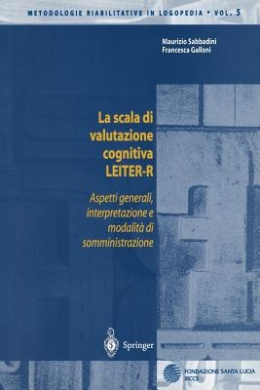 METODOLOGIE RIABILITATIVE IN LOGOPEDIA • VOL. 5
Maurizio Sabbadini
Francesca Galloni
La scala di
valutazione
cognitiva
LEITER-R
Aspetti generali,
interpretazione e
modalità di
somministrazione
Springer
FONDAZIONE SANTA LUCIA
IRCCS